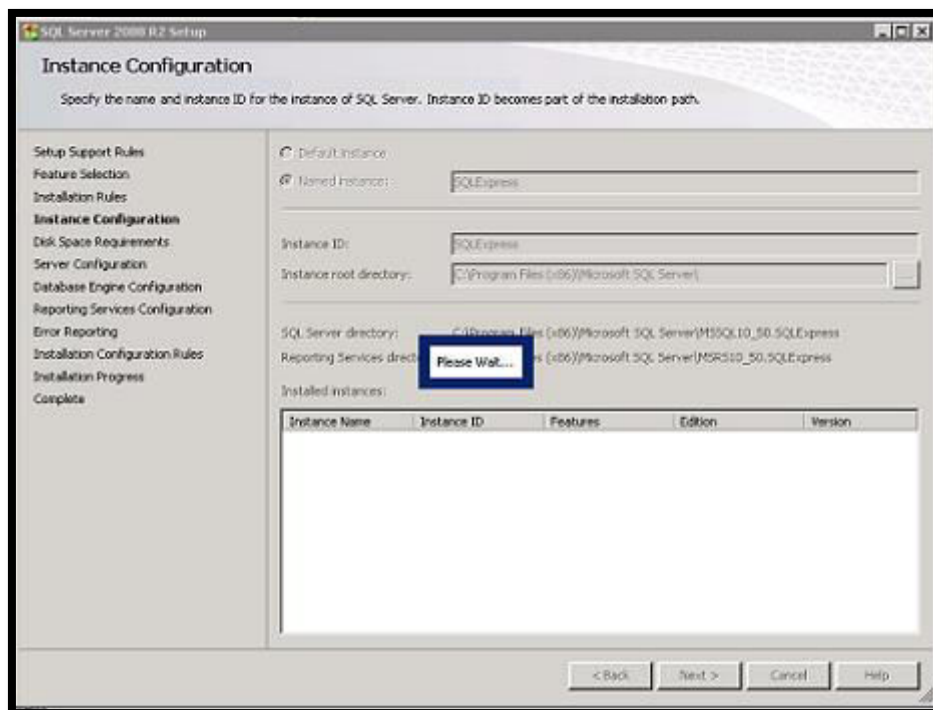 SQL Server 2008 R2 Setup
Instance Configuration
Specify the name and instance ID for the instance of SQL Server. Instance ID becomes part of the installation path.
Setup Support Rules
Feature Selection
Installation Rules
Instance Configuration
Disk Space Requirements
Server Configuration
Database Engine Configuration
Reporting Services Configuration
Error Reporting
Installation Configuration Rules
Installation Progress
Complete
Default instance
Named instance: SQLExpress
Instance ID: SQLExpress
Instance root directory: C:\Program Files (x86)\Microsoft SQL Server\ ...
SQL Server directory: C:\Program Files (x86)\Microsoft SQL Server\MSSQL10_50.SQLExpress
Reporting Services direct es (x86)\Microsoft SQL Server\MSRS10_50.SQLExpress
Please Wait...
Installed instances:
Instance Name Instance ID Features Edition Version
< Back Next > Cancel Help